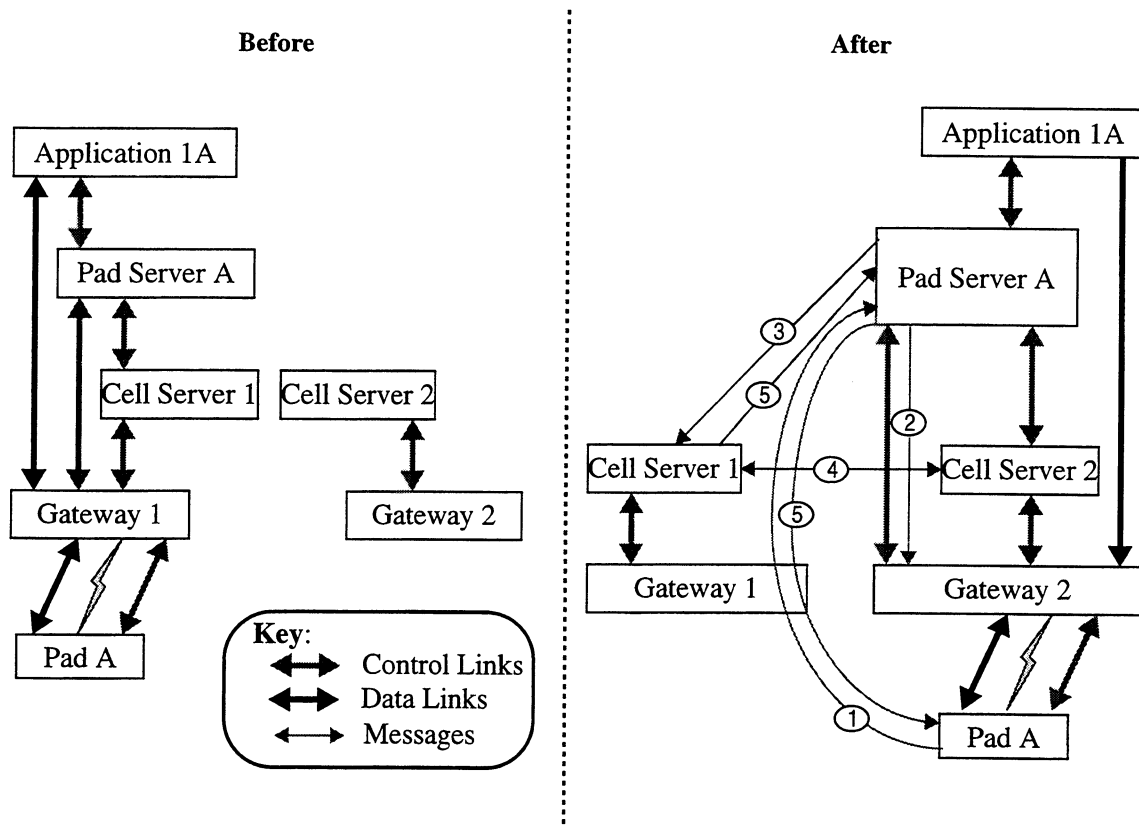 Before
Application 1A
Pad Server A
Cell Server 1
Cell Server 2
Gateway 1
Gateway 2
Pad A
Key:
Control Links
Data Links
Messages
After
Application 1A
Pad Server A
3
5
2
Cell Server 1
4
Cell Server 2
5
Gateway 1
Gateway 2
1
Pad A